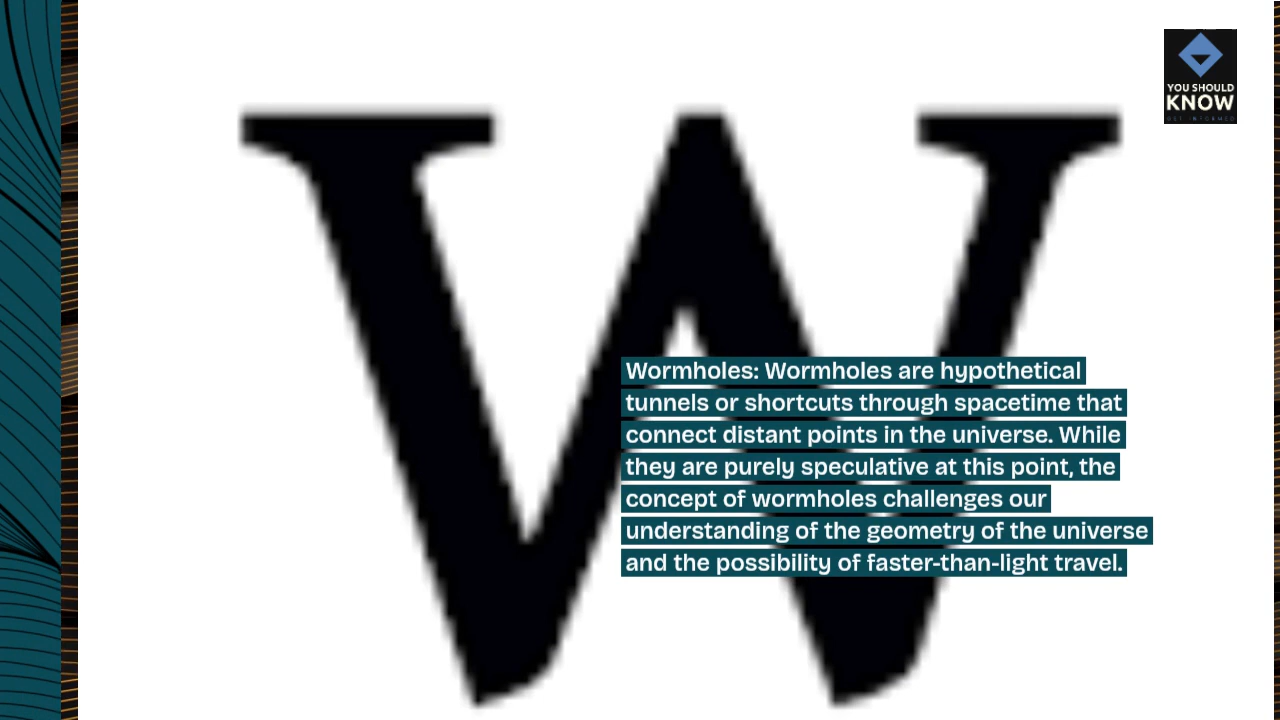 W
YOU SHOULD
KNOW
GET INFORMED
Wormholes: Wormholes are hypothetical
tunnels or shortcuts through spacetime that
connect distant points in the universe. While
they are purely speculative at this point, the
concept of wormholes challenges our
understanding of the geometry of the universe
and the possibility of faster-than-light travel.